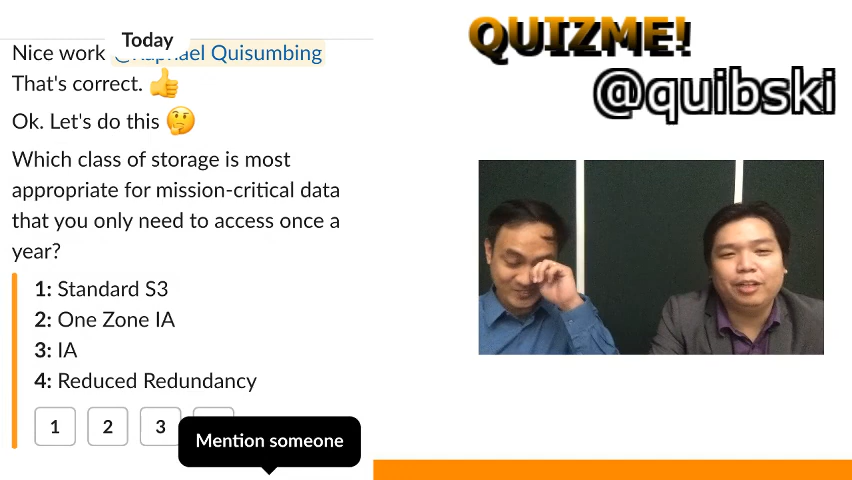 Today
Nice work @Raphael Quisumbing
That's correct. 👍
Ok. Let's do this 🤔
Which class of storage is most
appropriate for mission-critical data
that you only need to access once a
year?
1: Standard S3
2: One Zone IA
3: IA
4: Reduced Redundancy
1 2 3
Mention someone
QUIZME!
@quibski